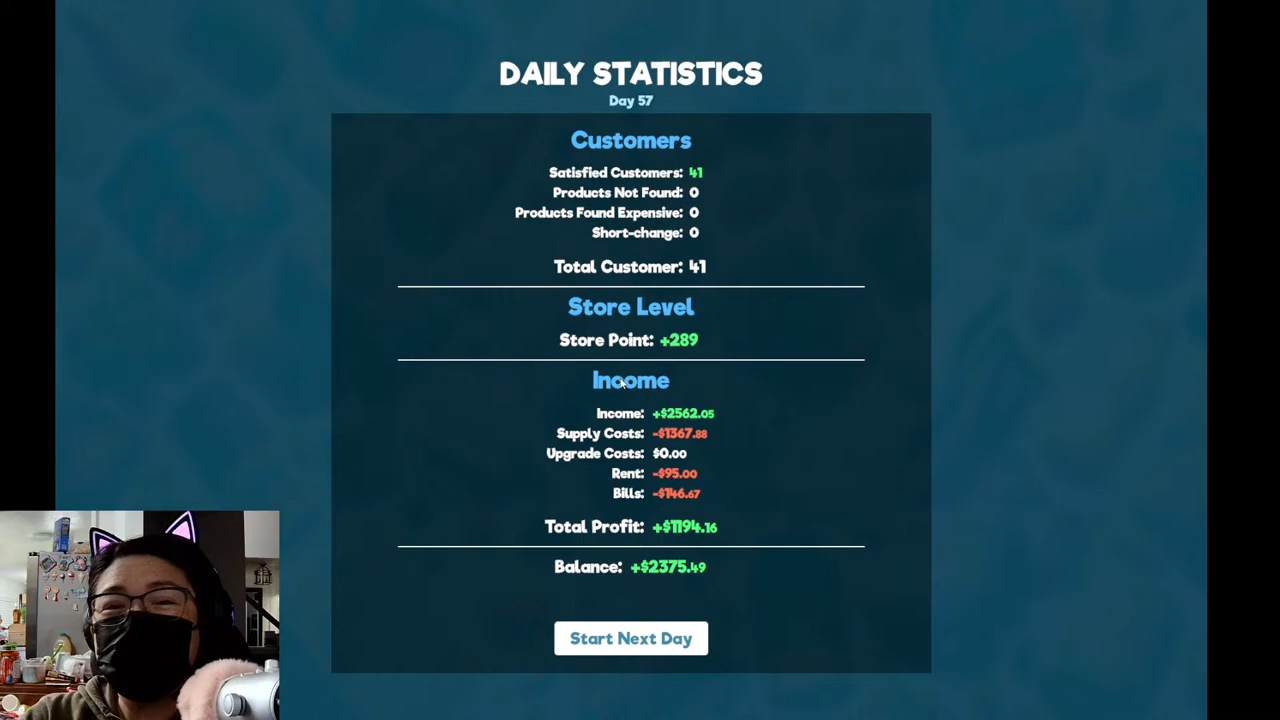 DAILY STATISTICS
Day 57
Customers
Satisfied Customers: 41
Products Not Found: 0
Products Found Expensive: 0
Short-change: 0
Total Customer: 41
Store Level
Store Point: +289
Income
Income: +$2562.05
Supply Costs: -$1367.88
Upgrade Costs: $0.00
Rent: -$95.00
Bills: -$146.67
Total Profit: +$1194.16
Balance: +$2375.49
Start Next Day